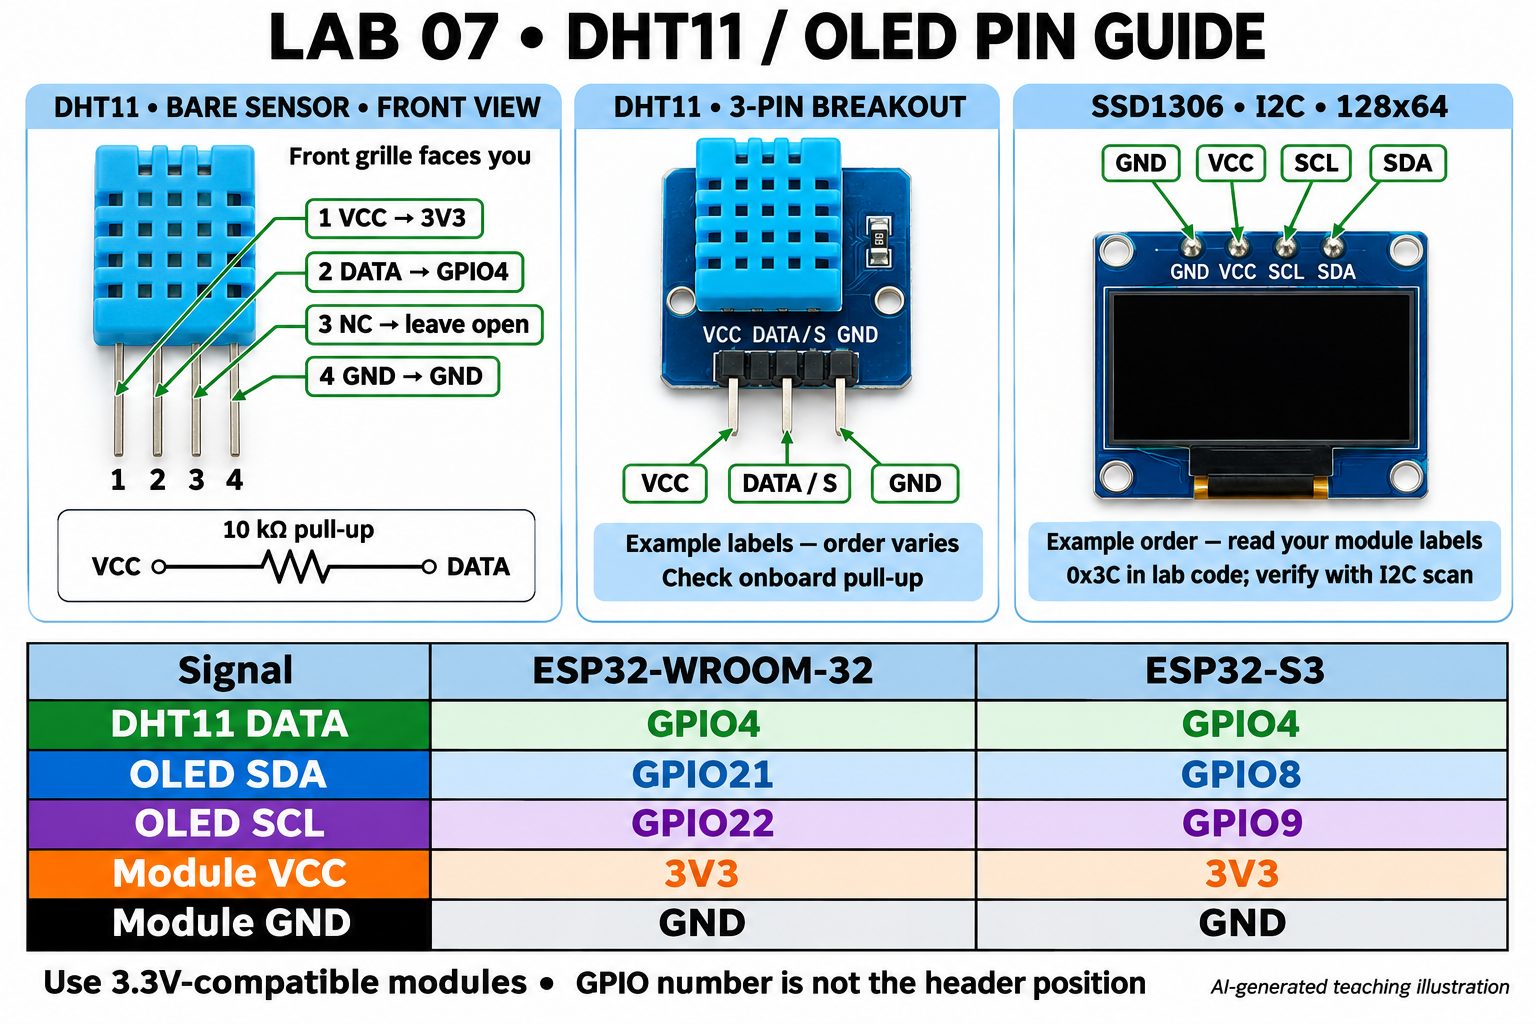 LAB 07 • DHT11 / OLED PIN GUIDE
DHT11 • BARE SENSOR • FRONT VIEW
Front grille faces you
1 VCC → 3V3
2 DATA → GPIO4
3 NC → leave open
4 GND → GND
1 2 3 4
10 kΩ pull-up
VCC DATA
DHT11 • 3-PIN BREAKOUT
VCC DATA/S GND
VCC DATA / S GND
Example labels — order varies
Check onboard pull-up
SSD1306 • I2C • 128x64
GND VCC SCL SDA
GND VCC SCL SDA
Example order — read your module labels
0x3C in lab code; verify with I2C scan
Signal ESP32-WROOM-32 ESP32-S3
DHT11 DATA GPIO4 GPIO4
OLED SDA GPIO21 GPIO8
OLED SCL GPIO22 GPIO9
Module VCC 3V3 3V3
Module GND GND GND
Use 3.3V-compatible modules • GPIO number is not the header position
AI-generated teaching illustration